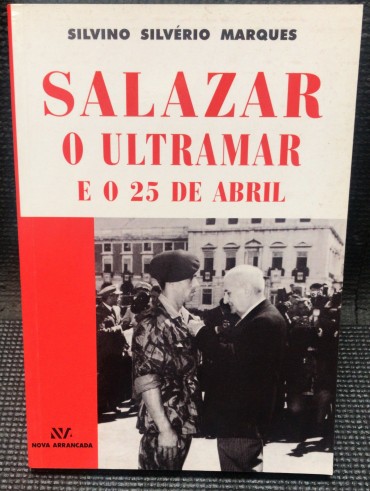 SILVINO SILVÉRIO MARQUES
SALAZAR
O ULTRAMAR
E O 25 DE ABRIL
NOVA ARRANCADA